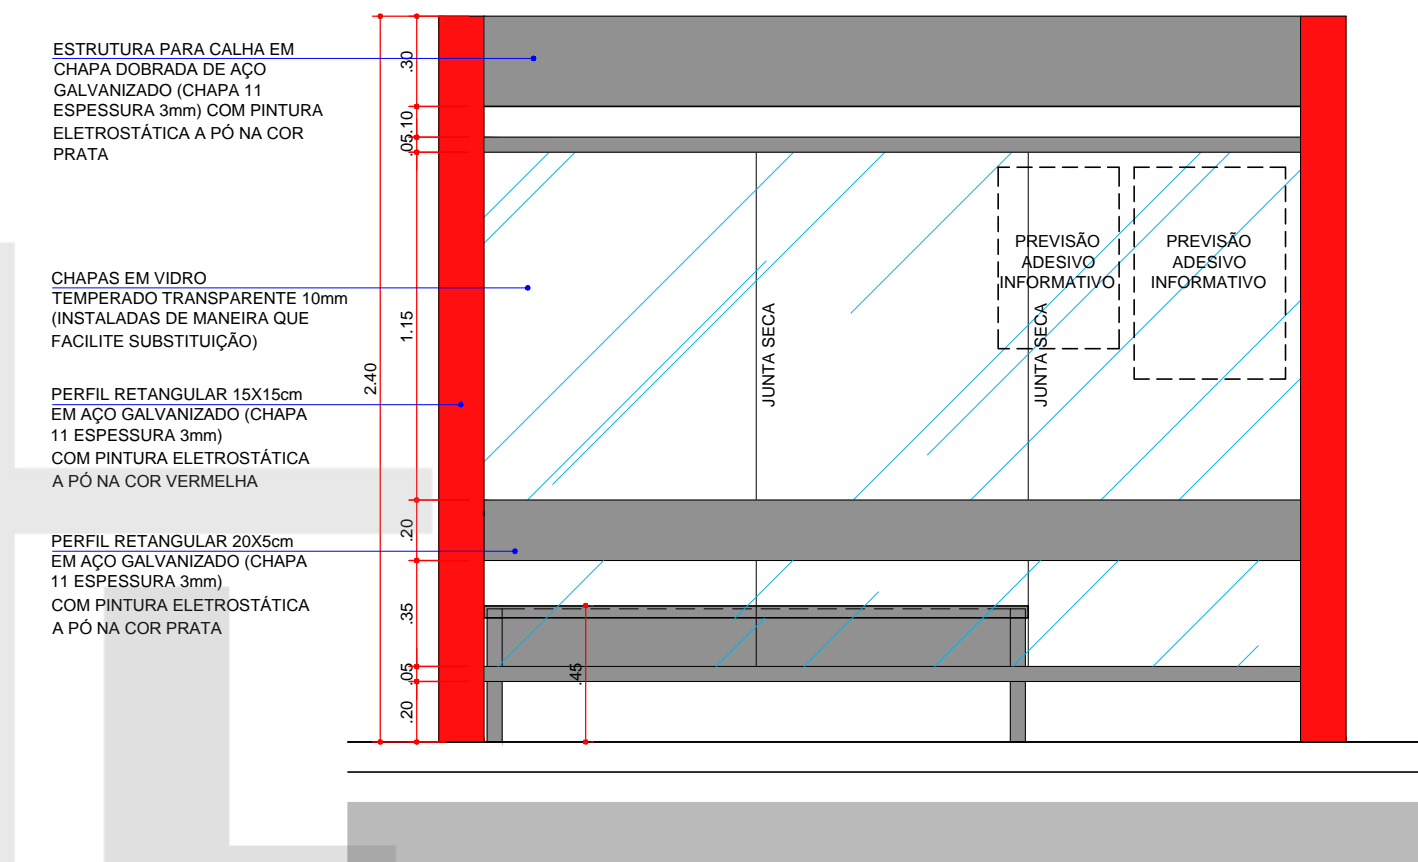 ESTRUTURA PARA CALHA EM
CHAPA DOBRADA DE AÇO
GALVANIZADO (CHAPA 11
ESPESSURA 3mm) COM PINTURA
ELETROSTÁTICA A PÓ NA COR
PRATA
CHAPAS EM VIDRO
TEMPERADO TRANSPARENTE 10mm
(INSTALADAS DE MANEIRA QUE
FACILITE SUBSTITUIÇÃO)
PERFIL RETANGULAR 15X15cm
EM AÇO GALVANIZADO (CHAPA
11 ESPESSURA 3mm)
COM PINTURA ELETROSTÁTICA
A PÓ NA COR VERMELHA
PERFIL RETANGULAR 20X5cm
EM AÇO GALVANIZADO (CHAPA
11 ESPESSURA 3mm)
COM PINTURA ELETROSTÁTICA
A PÓ NA COR PRATA
2.40
.30
.10
.05
1.15
.20
.35
.05
.20
.45
JUNTA SECA
JUNTA SECA
PREVISÃO
ADESIVO
INFORMATIVO
PREVISÃO
ADESIVO
INFORMATIVO